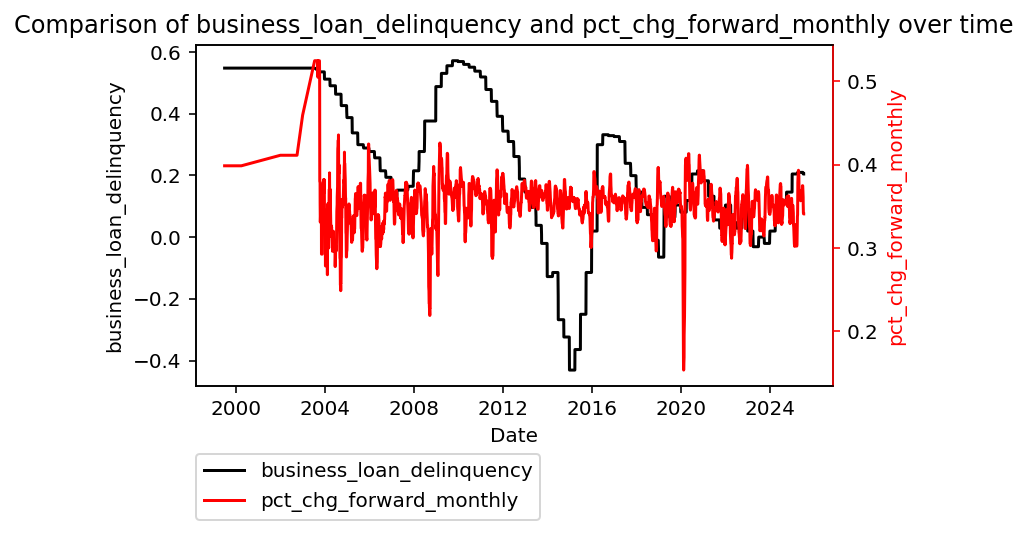 Comparison of business_loan_delinquency and pct_chg_forward_monthly over time
business_loan_delinquency
0.6
0.4
0.2
0.0
−0.2
−0.4
pct_chg_forward_monthly
0.5
0.4
0.3
0.2
2000 2004 2008 2012 2016 2020 2024
Date
business_loan_delinquency
pct_chg_forward_monthly